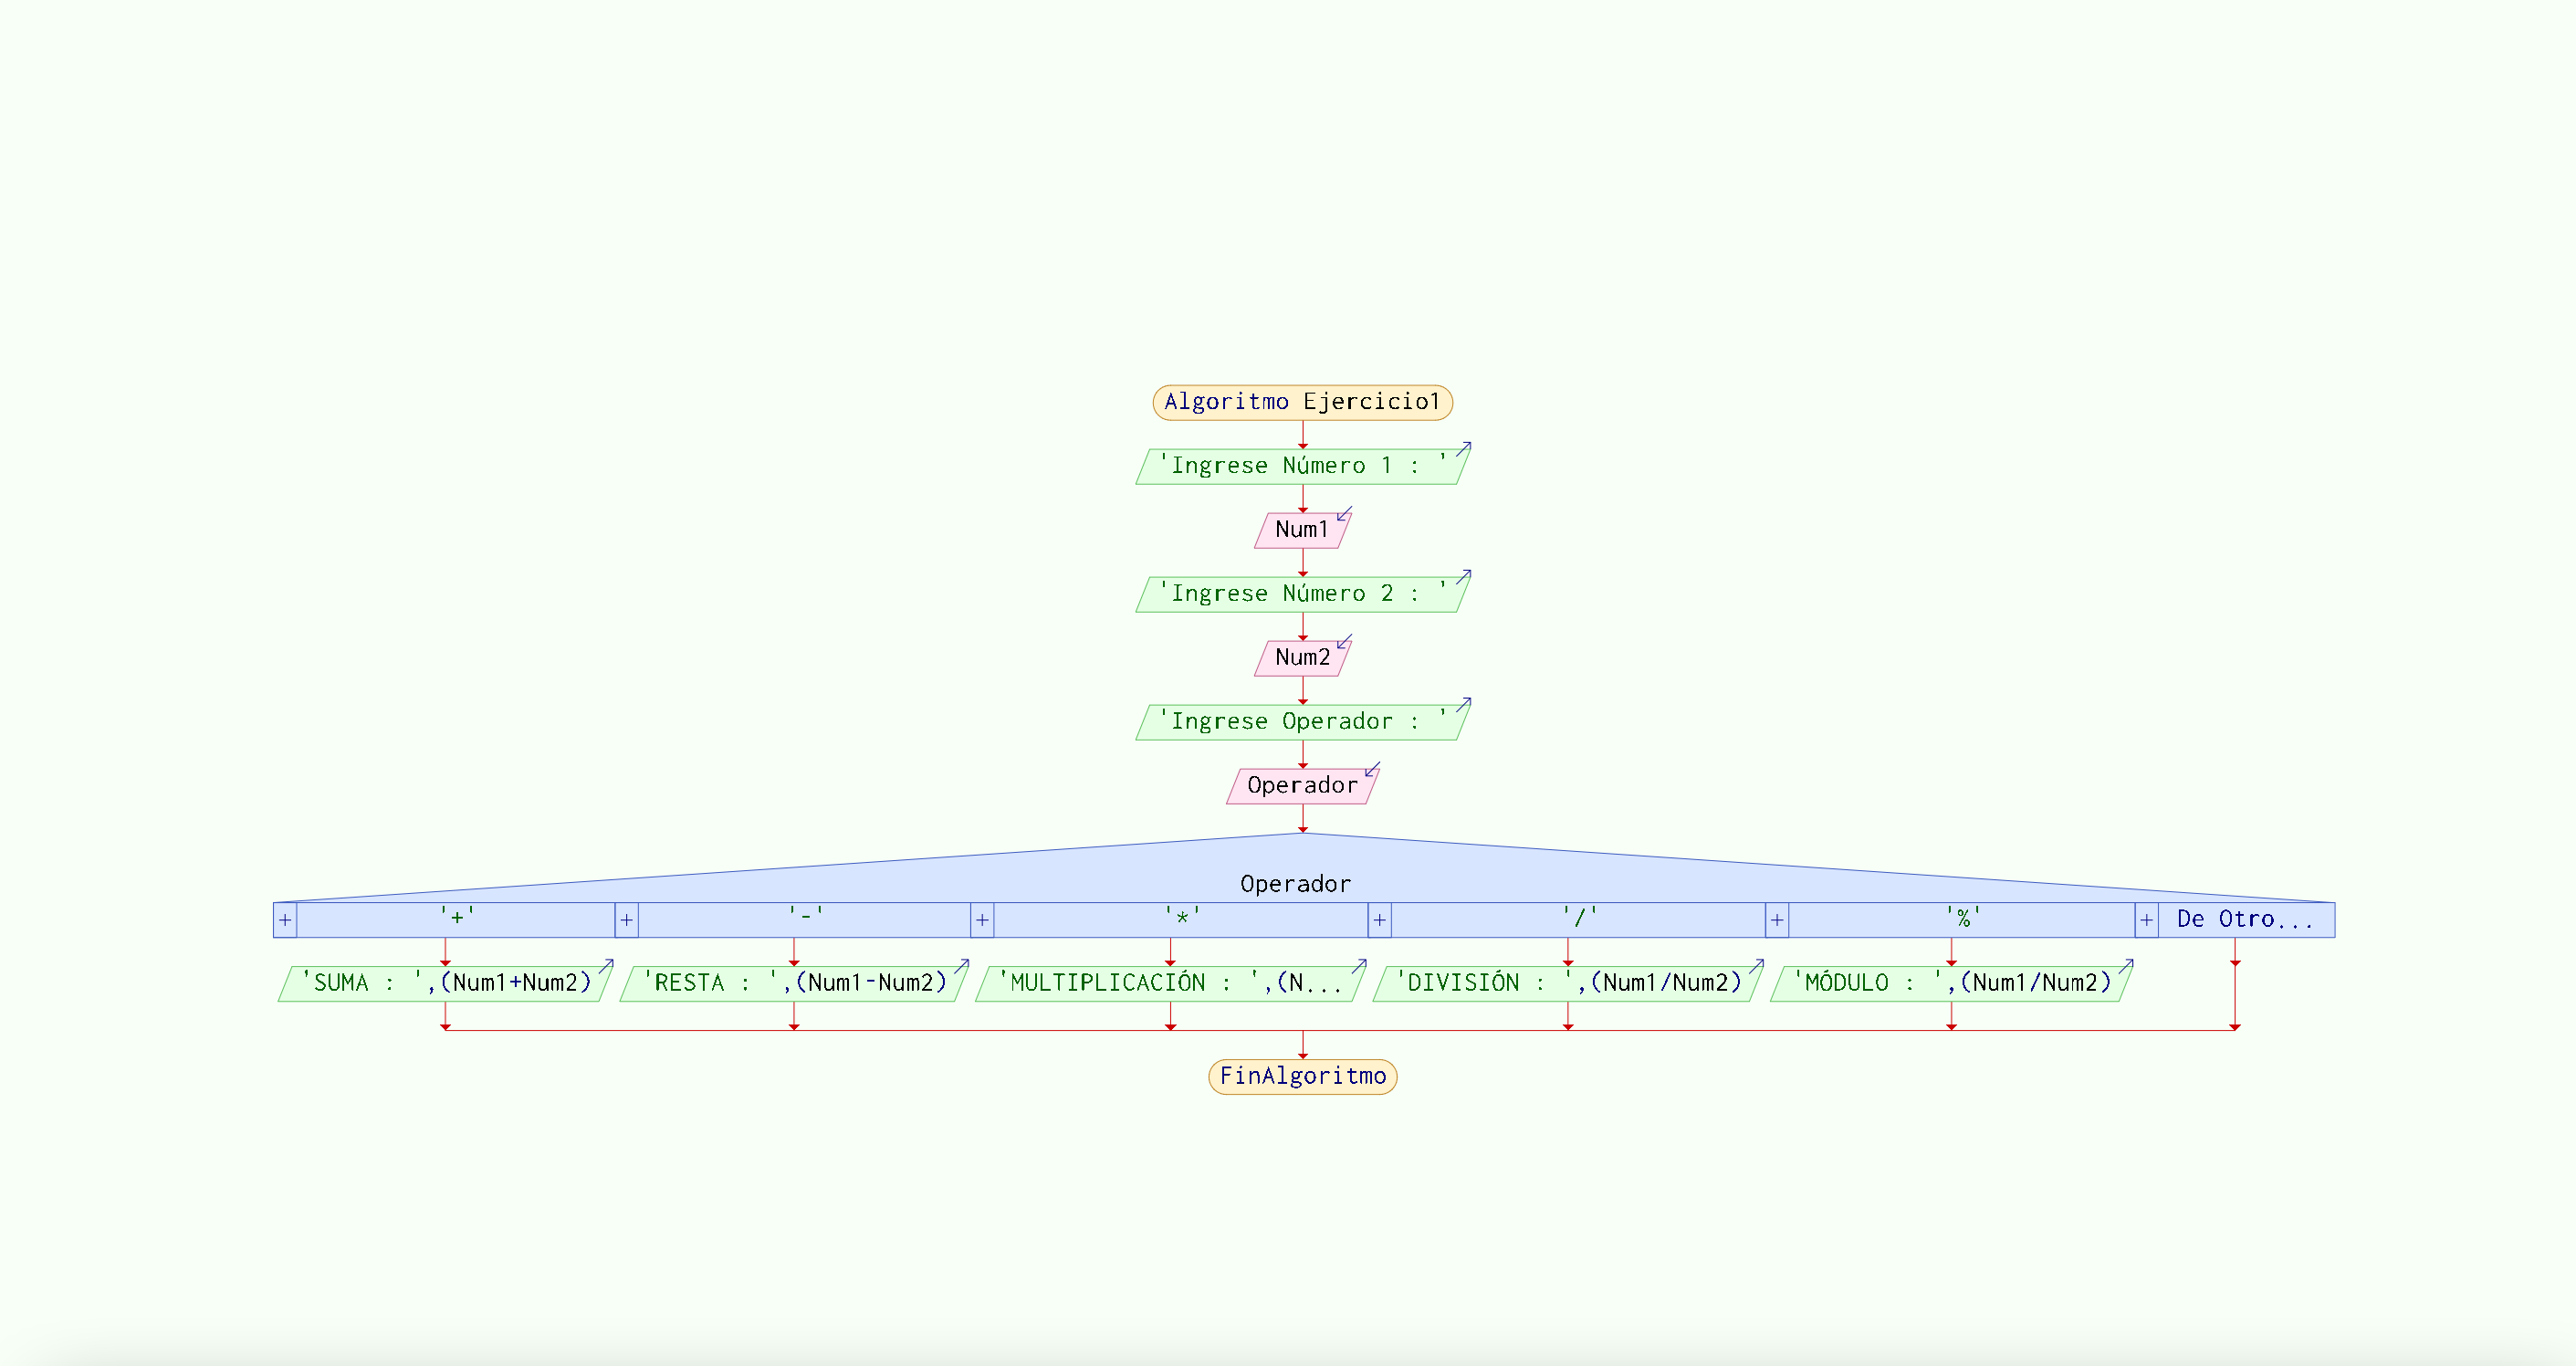 Algoritmo Ejercicio1
'Ingrese Número 1 : '
Num1
'Ingrese Número 2 : '
Num2
'Ingrese Operador : '
Operador
Operador
+ '+' + '-' + '*' + '/' + '%' + De Otro...
'SUMA : ',(Num1+Num2) 'RESTA : ',(Num1-Num2) 'MULTIPLICACIÓN : ',(N... 'DIVISIÓN : ',(Num1/Num2) 'MÓDULO : ',(Num1/Num2)
FinAlgoritmo